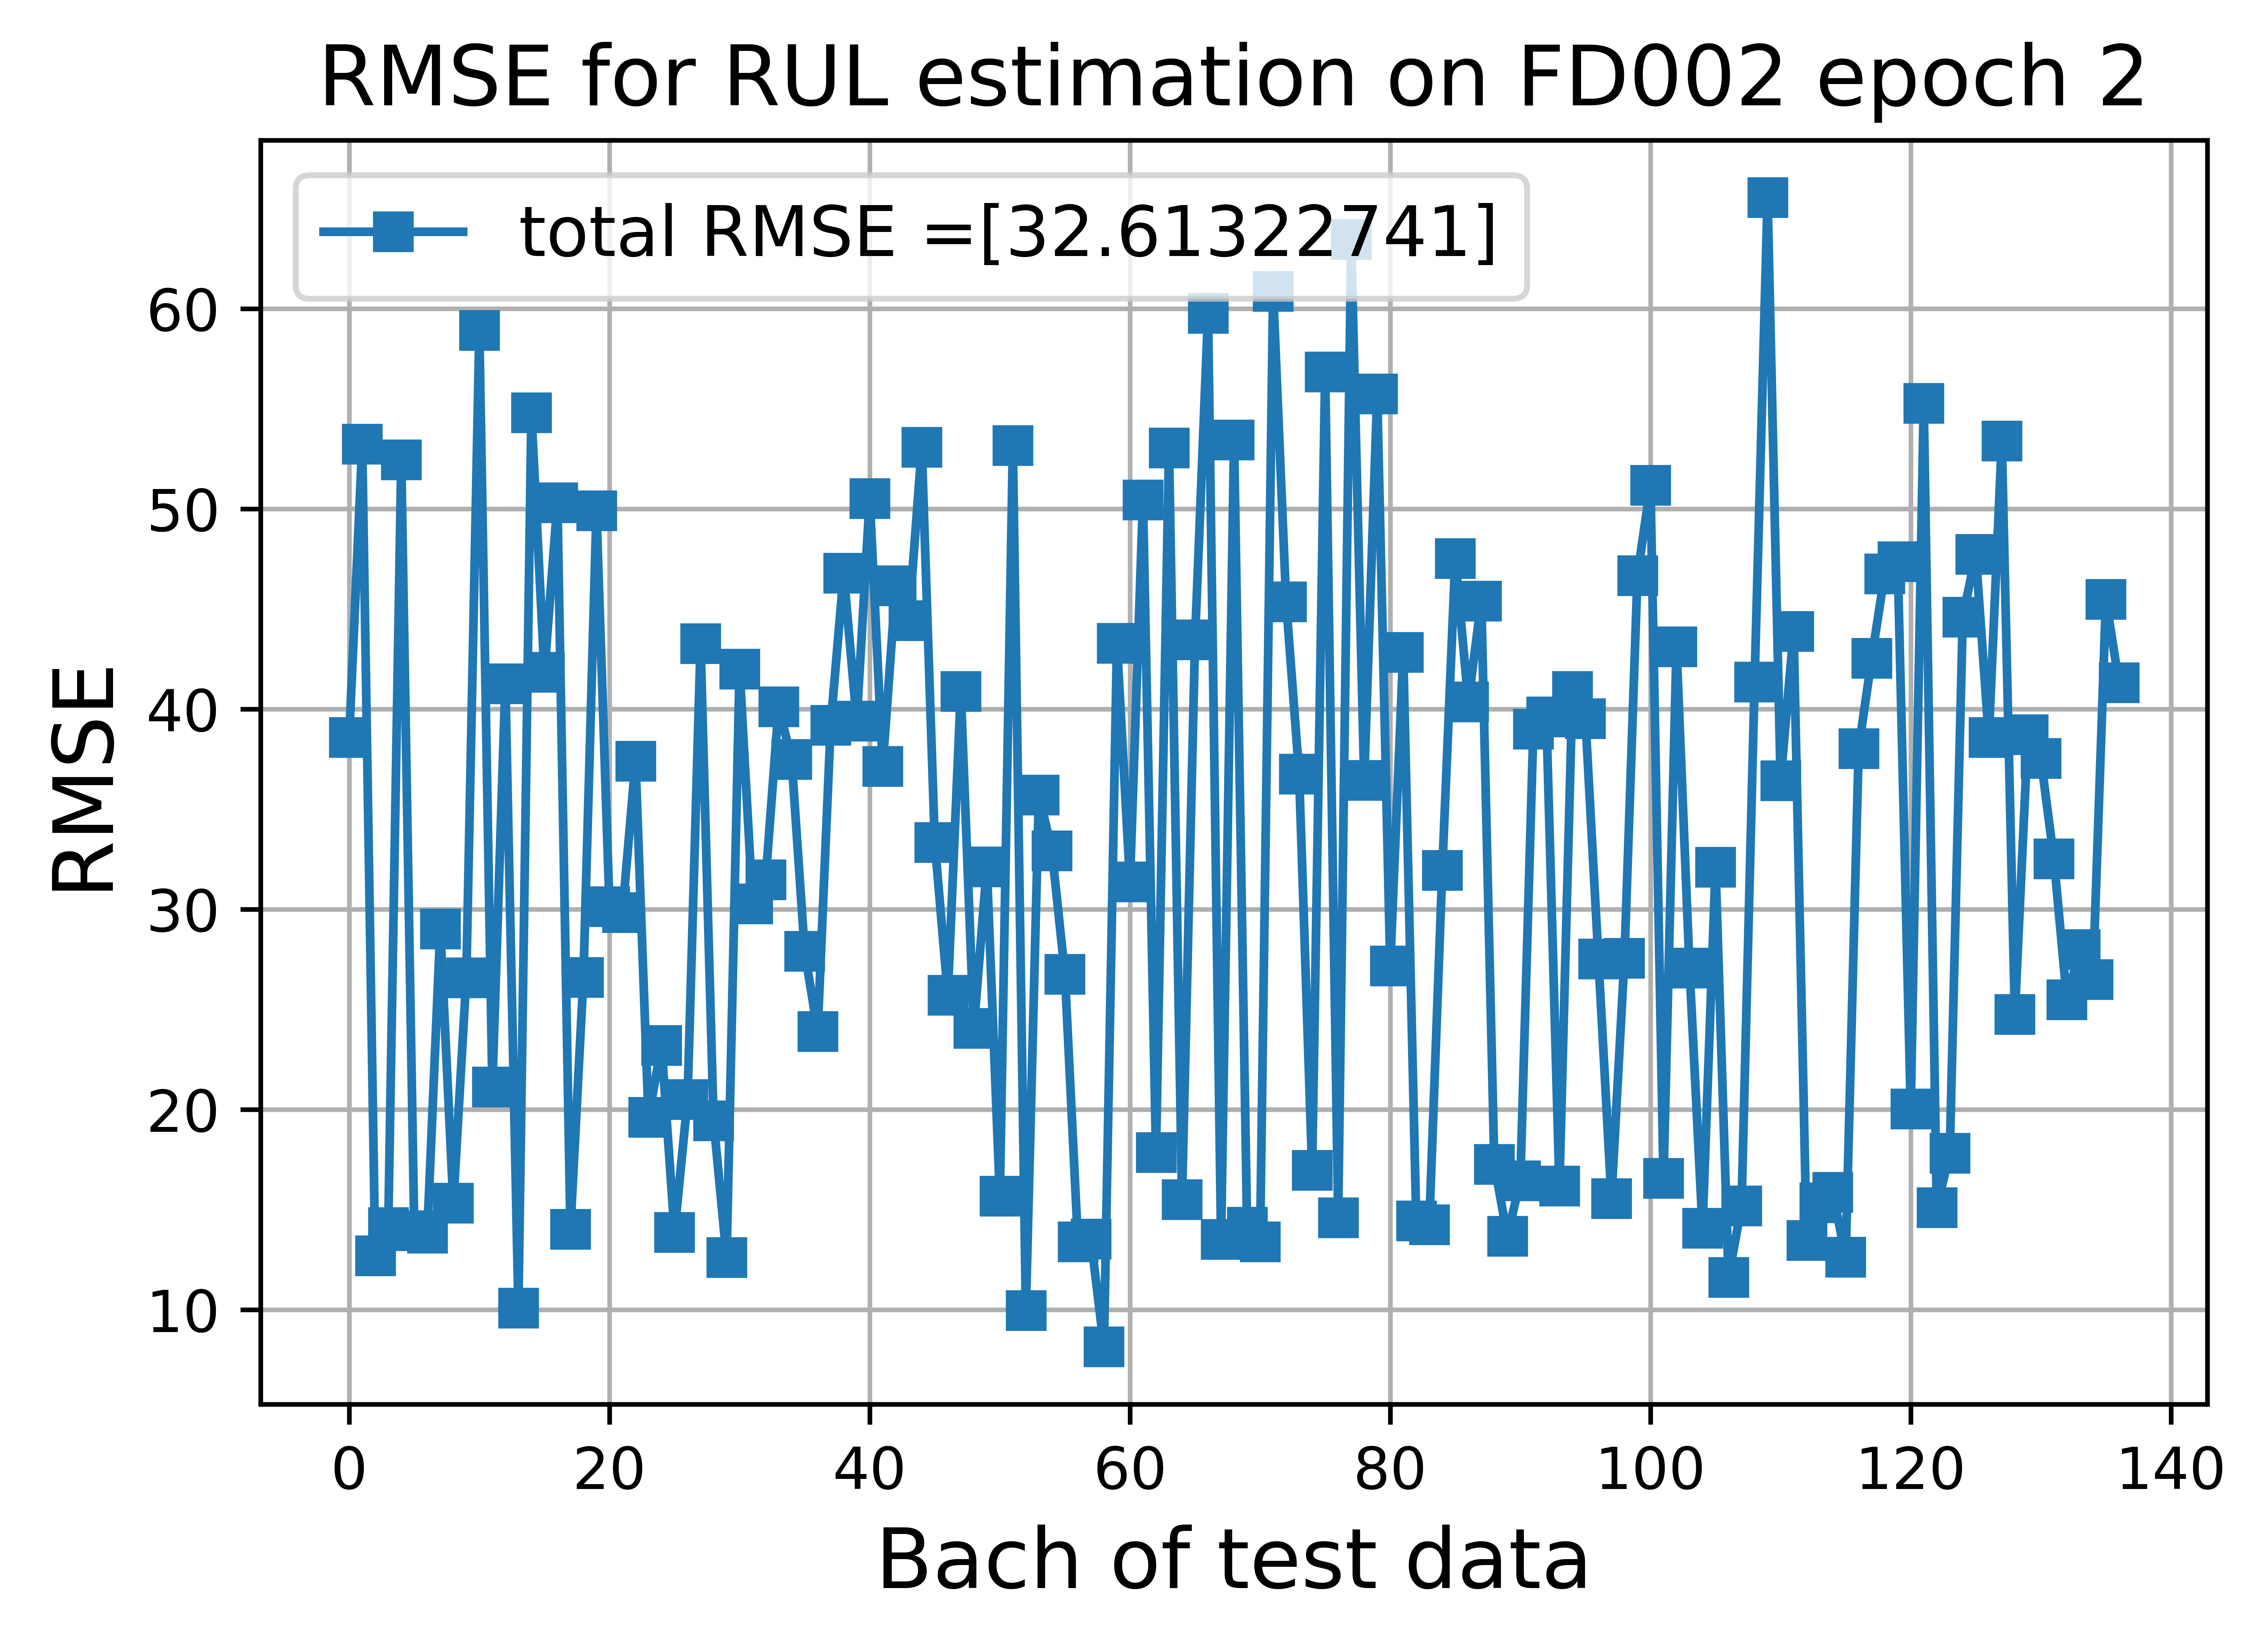 RMSE for RUL estimation on FD002 epoch 2
total RMSE =[32.61322741]
RMSE
60
50
40
30
20
10
0 20 40 60 80 100 120 140
Bach of test data